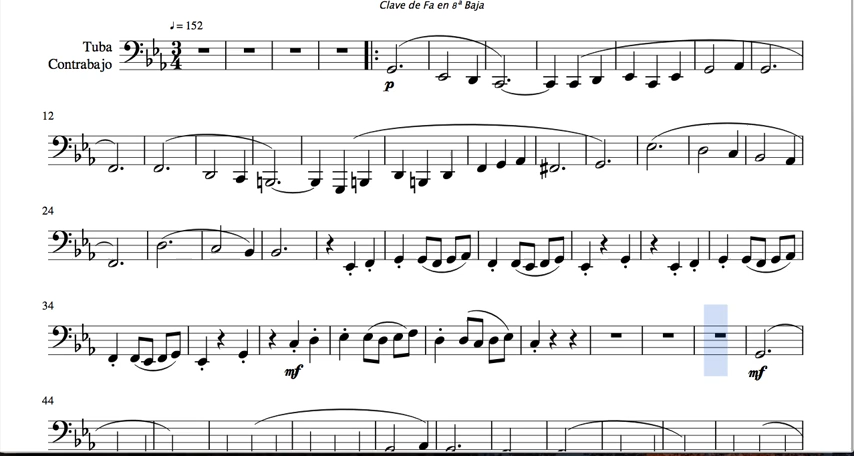 Clave de Fa en 8ª Baja
♩= 152
Tuba
Contrabajo
3
4
p
12
24
34
mf
mf
44